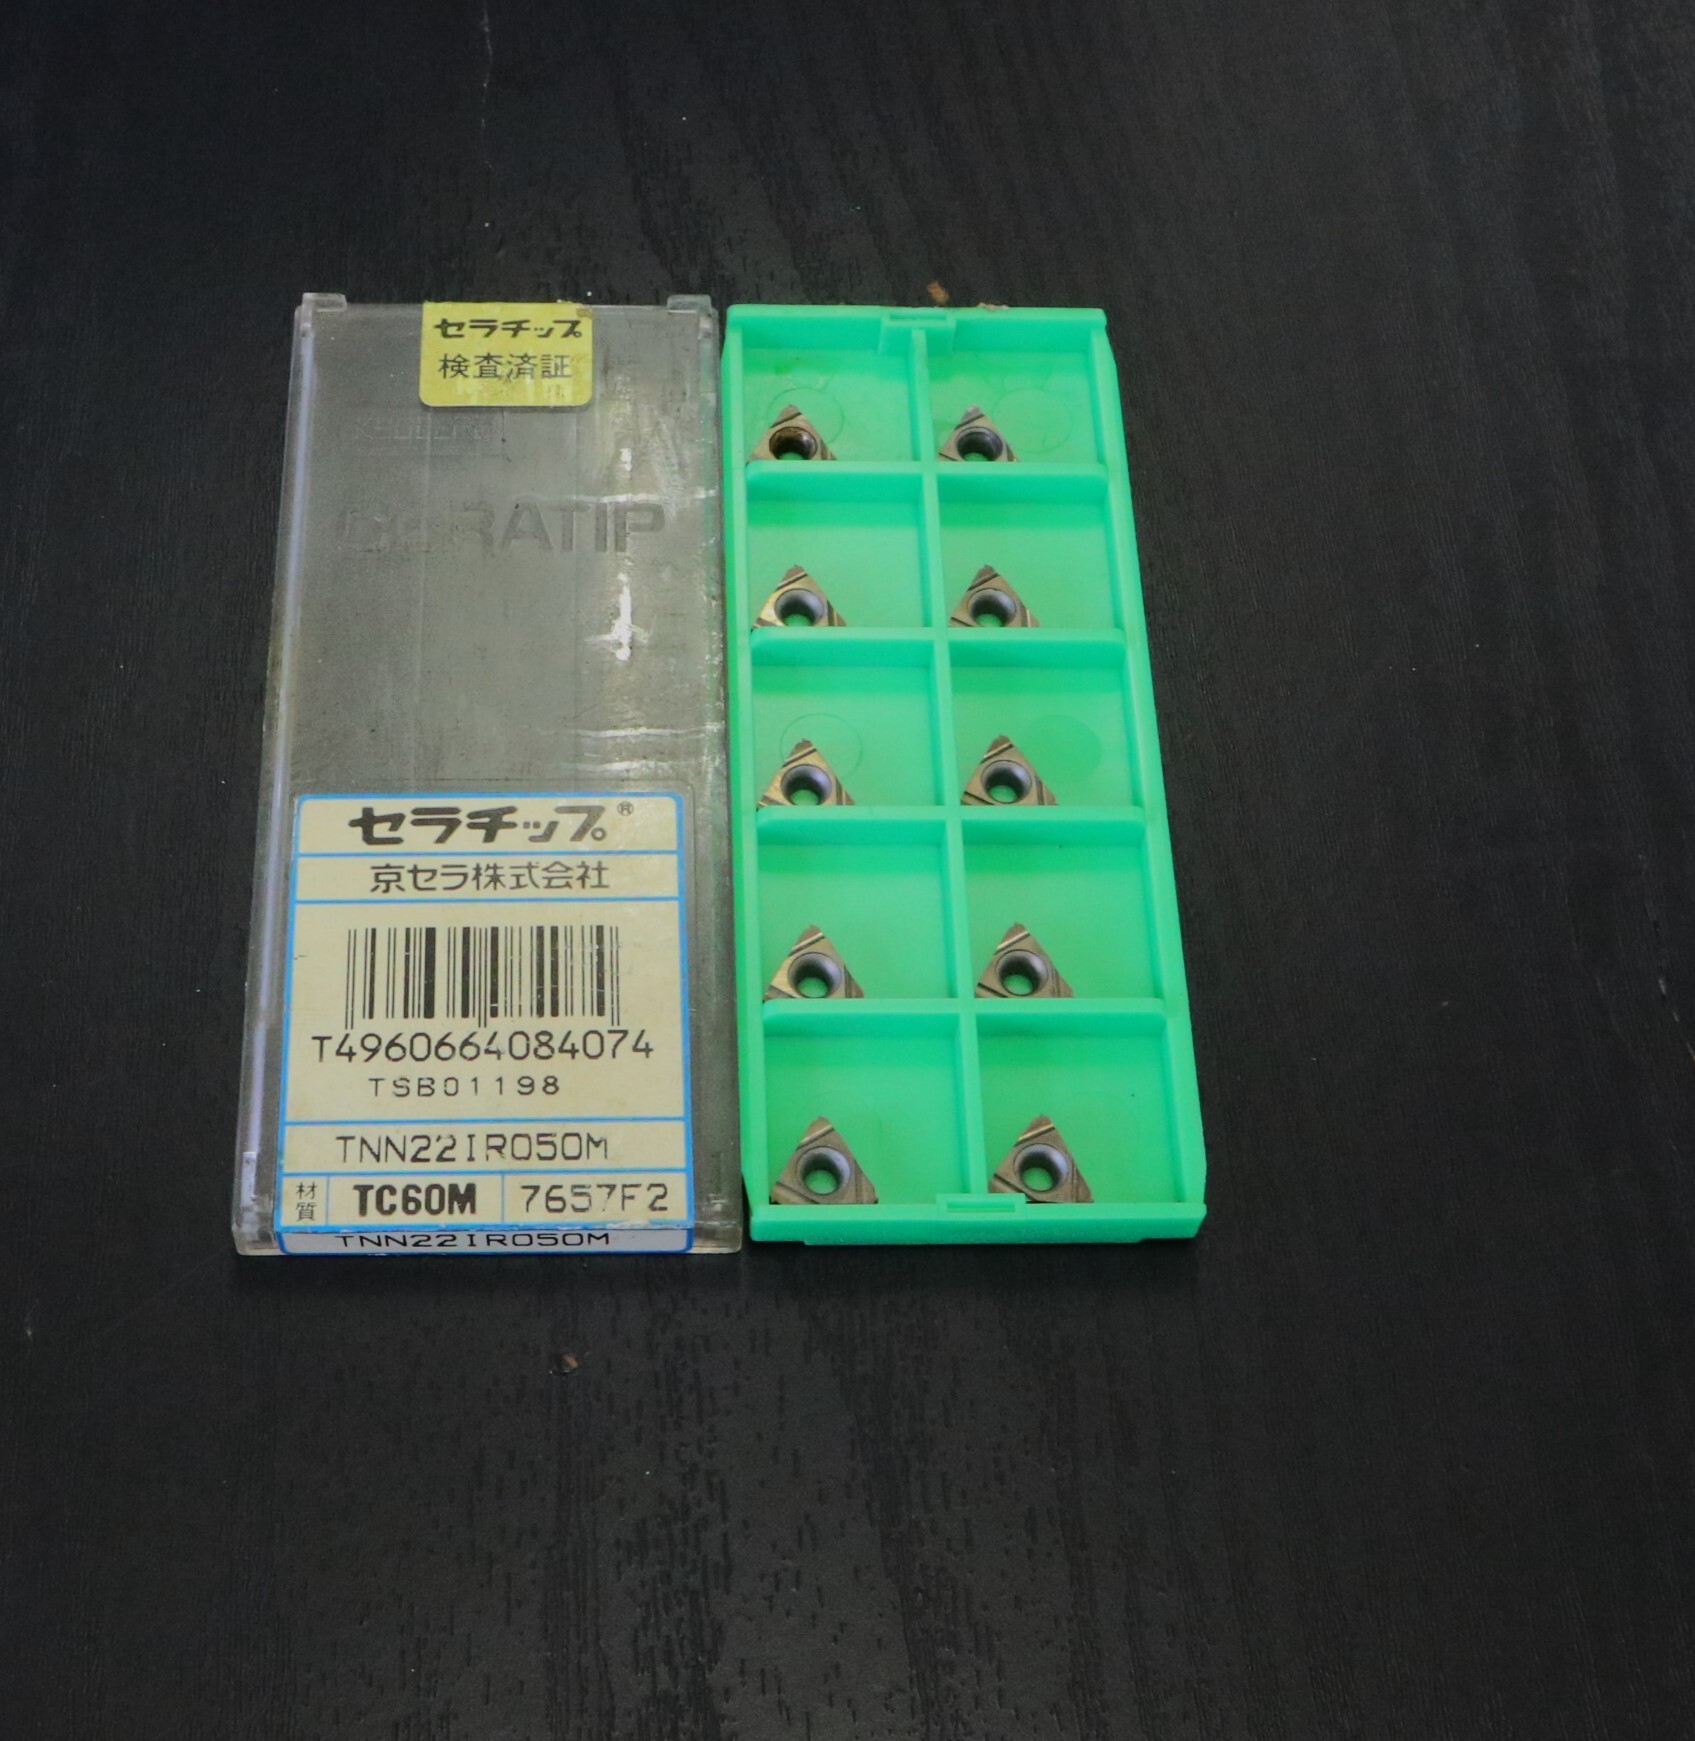 セラチップ
検査済証
KYOCERA
CERATIP
セラチップ®
京セラ株式会社
T4960664084074
TSB01198
TNN22IR050M
材質 TC60M 7657F2
TNN22IR050M